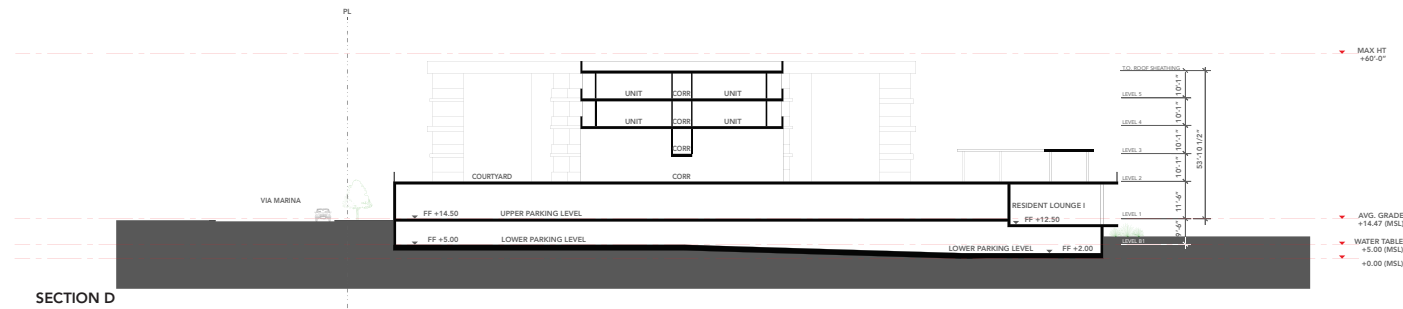 PL
MAX HT
+60'-0"
T.O. ROOF SHEATHING
10'-1"
UNIT CORR UNIT
LEVEL 5
10'-1"
UNIT CORR UNIT
LEVEL 4
10'-1"
53'-10 1/2"
CORR
LEVEL 3
10'-1"
COURTYARD CORR
LEVEL 2
VIA MARINA
RESIDENT LOUNGE I
11'-6"
FF +14.50 UPPER PARKING LEVEL
FF +12.50
LEVEL 1
AVG. GRADE
+14.47 (MSL)
9'-6"
FF +5.00 LOWER PARKING LEVEL
LEVEL B1
WATER TABLE
+5.00 (MSL)
LOWER PARKING LEVEL FF +2.00
+0.00 (MSL)
SECTION D